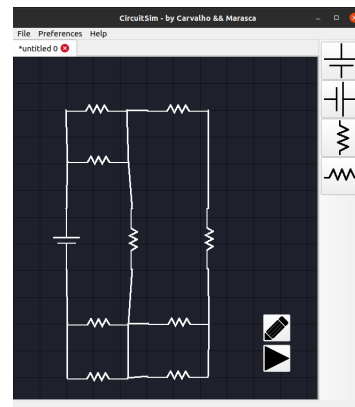 CircuitSim - by Carvalho && Marasca
File Preferences Help
*untitled 0